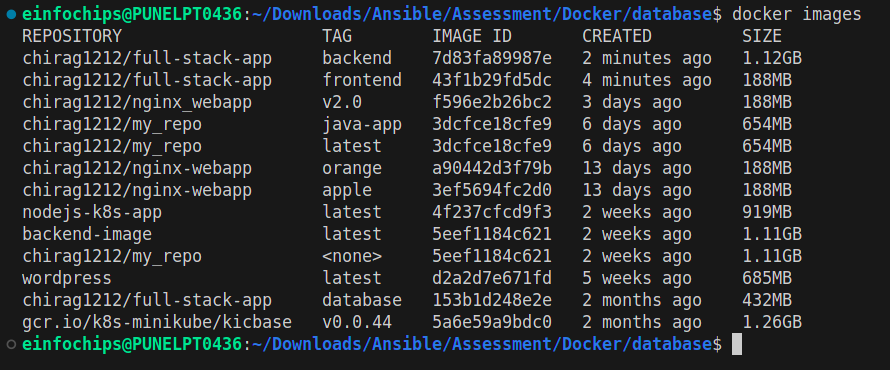 einfochips@PUNELPT0436:~/Downloads/Ansible/Assessment/Docker/database$ docker images
REPOSITORY TAG IMAGE ID CREATED SIZE
chirag1212/full-stack-app backend 7d83fa89987e 2 minutes ago 1.12GB
chirag1212/full-stack-app frontend 43f1b29fd5dc 4 minutes ago 188MB
chirag1212/nginx_webapp v2.0 f596e2b26bc2 3 days ago 188MB
chirag1212/my_repo java-app 3dcfce18cfe9 6 days ago 654MB
chirag1212/my_repo latest 3dcfce18cfe9 6 days ago 654MB
chirag1212/nginx-webapp orange a90442d3f79b 13 days ago 188MB
chirag1212/nginx-webapp apple 3ef5694fc2d0 13 days ago 188MB
nodejs-k8s-app latest 4f237cfcd9f3 2 weeks ago 919MB
backend-image latest 5eef1184c621 2 weeks ago 1.11GB
chirag1212/my_repo <none> 5eef1184c621 2 weeks ago 1.11GB
wordpress latest d2a2d7e671fd 5 weeks ago 685MB
chirag1212/full-stack-app database 153b1d248e2e 2 months ago 432MB
gcr.io/k8s-minikube/kicbase v0.0.44 5a6e59a9bdc0 2 months ago 1.26GB
einfochips@PUNELPT0436:~/Downloads/Ansible/Assessment/Docker/database$